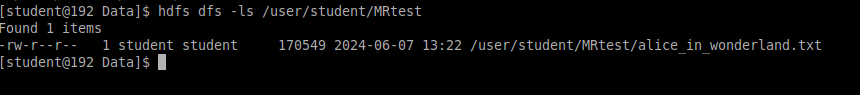 [student@192 Data]$ hdfs dfs -ls /user/student/MRtest
Found 1 items
-rw-r--r--   1 student student     170549 2024-06-07 13:22 /user/student/MRtest/alice_in_wonderland.txt
[student@192 Data]$